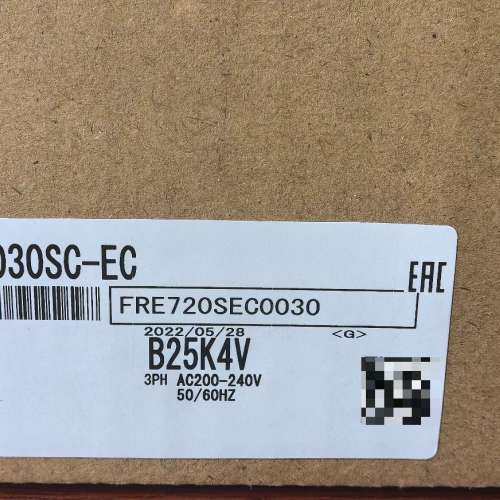 030SC-EC
EAC
FRE720SEC0030
2022/05/28 <G>
B25K4V
3PH AC200-240V
50/60HZ